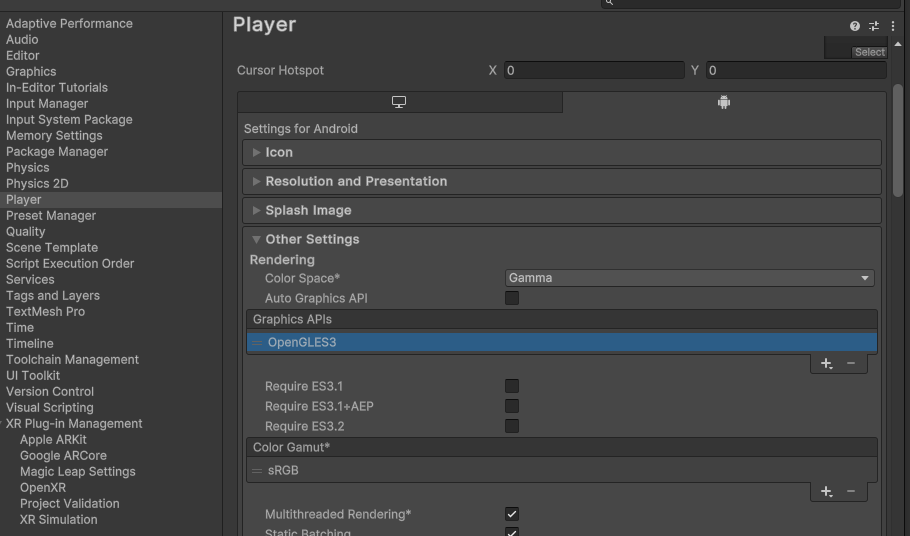 Adaptive Performance
Audio
Editor
Graphics
In-Editor Tutorials
Input Manager
Input System Package
Memory Settings
Package Manager
Physics
Physics 2D
Player
Preset Manager
Quality
Scene Template
Script Execution Order
Services
Tags and Layers
TextMesh Pro
Time
Timeline
Toolchain Management
UI Toolkit
Version Control
Visual Scripting
XR Plug-in Management
Apple ARKit
Google ARCore
Magic Leap Settings
OpenXR
Project Validation
XR Simulation
Player
Select
Cursor Hotspot X 0 Y 0
Settings for Android
Icon
Resolution and Presentation
Splash Image
Other Settings
Rendering
Color Space* Gamma
Auto Graphics API
Graphics APIs
OpenGLES3
Require ES3.1
Require ES3.1+AEP
Require ES3.2
Color Gamut*
sRGB
Multithreaded Rendering*
Static Batching